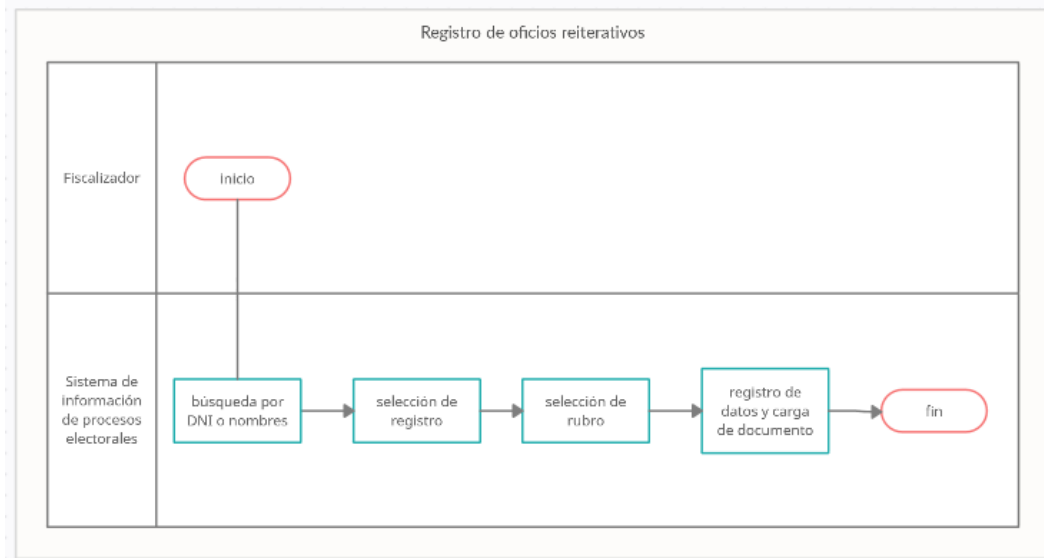 Registro de oficios reiterativos
Fiscalizador
inicio
Sistema de
información
de procesos
electorales
búsqueda por
DNI o nombres
selección de
registro
selección de
rubro
registro de
datos y carga
de documento
fin